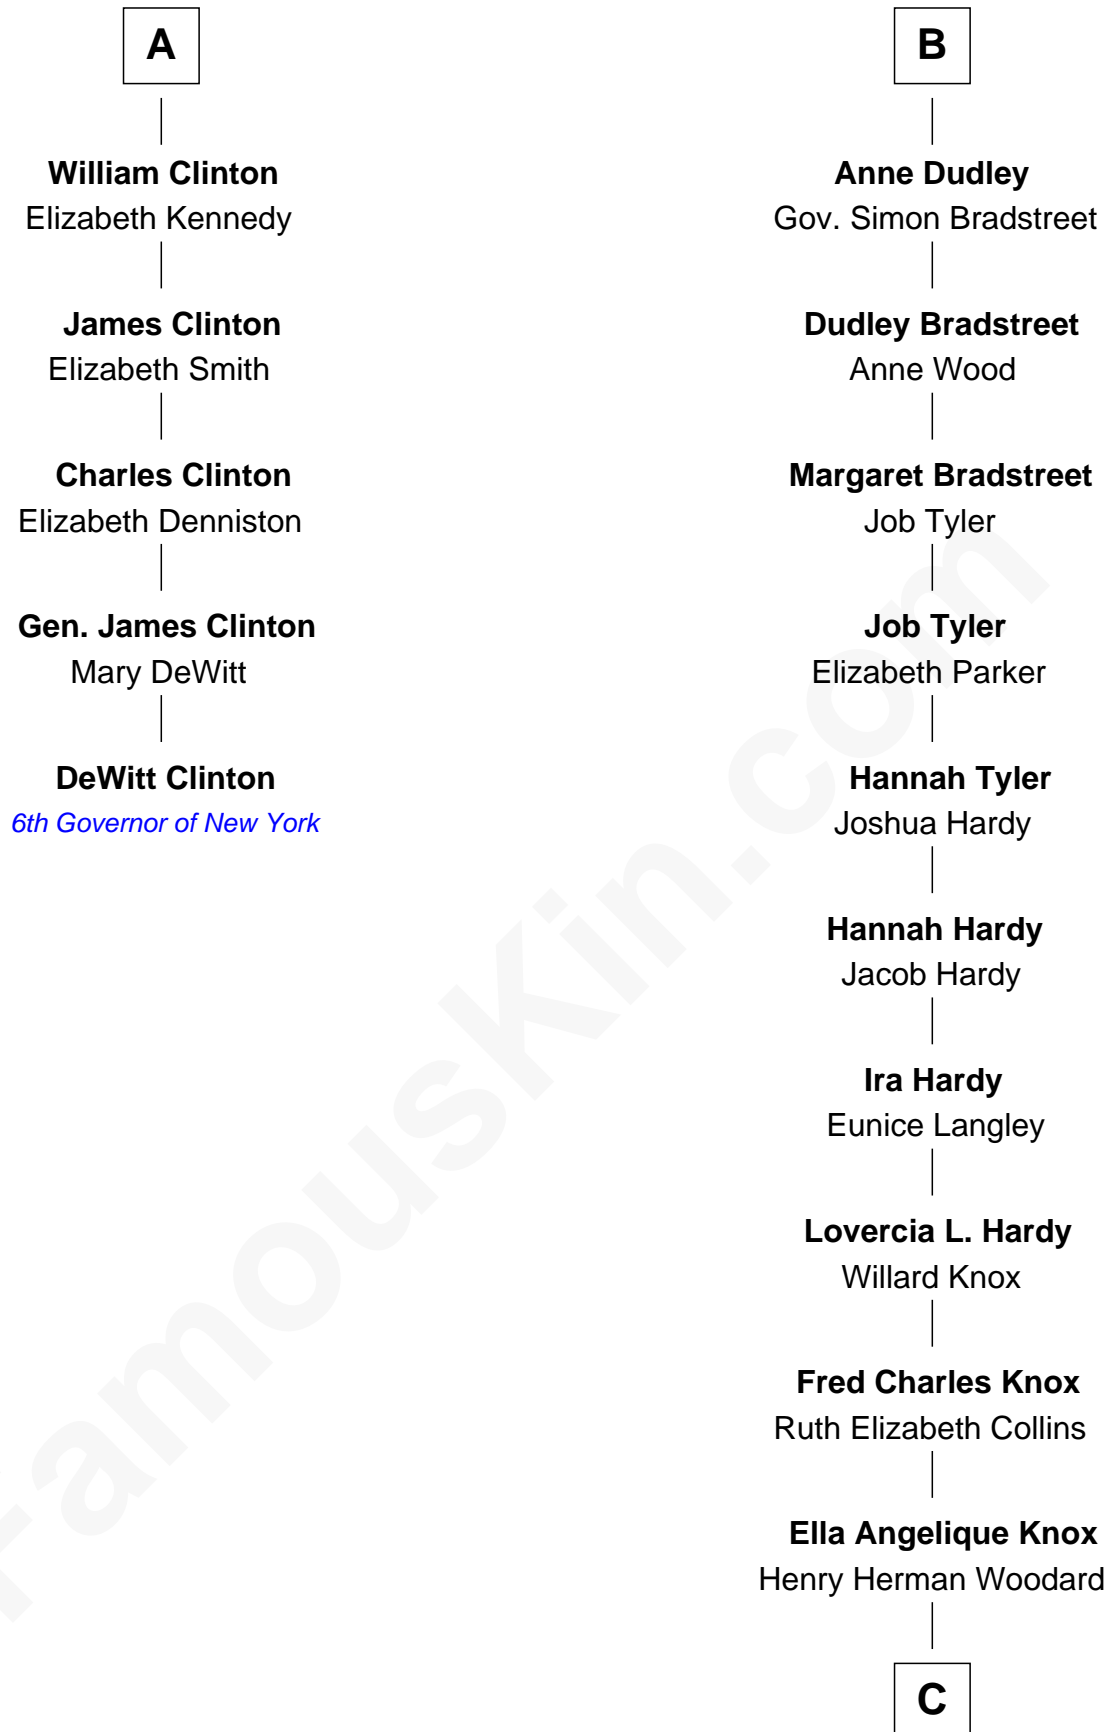 A
William Clinton
Elizabeth Kennedy
James Clinton
Elizabeth Smith
Charles Clinton
Elizabeth Denniston
Gen. James Clinton
Mary DeWitt
DeWitt Clinton
6th Governor of New York
B
Anne Dudley
Gov. Simon Bradstreet
Dudley Bradstreet
Anne Wood
Margaret Bradstreet
Job Tyler
Job Tyler
Elizabeth Parker
Hannah Tyler
Joshua Hardy
Hannah Hardy
Jacob Hardy
Ira Hardy
Eunice Langley
Lovercia L. Hardy
Willard Knox
Fred Charles Knox
Ruth Elizabeth Collins
Ella Angelique Knox
Henry Herman Woodard
C
FamousKin.com